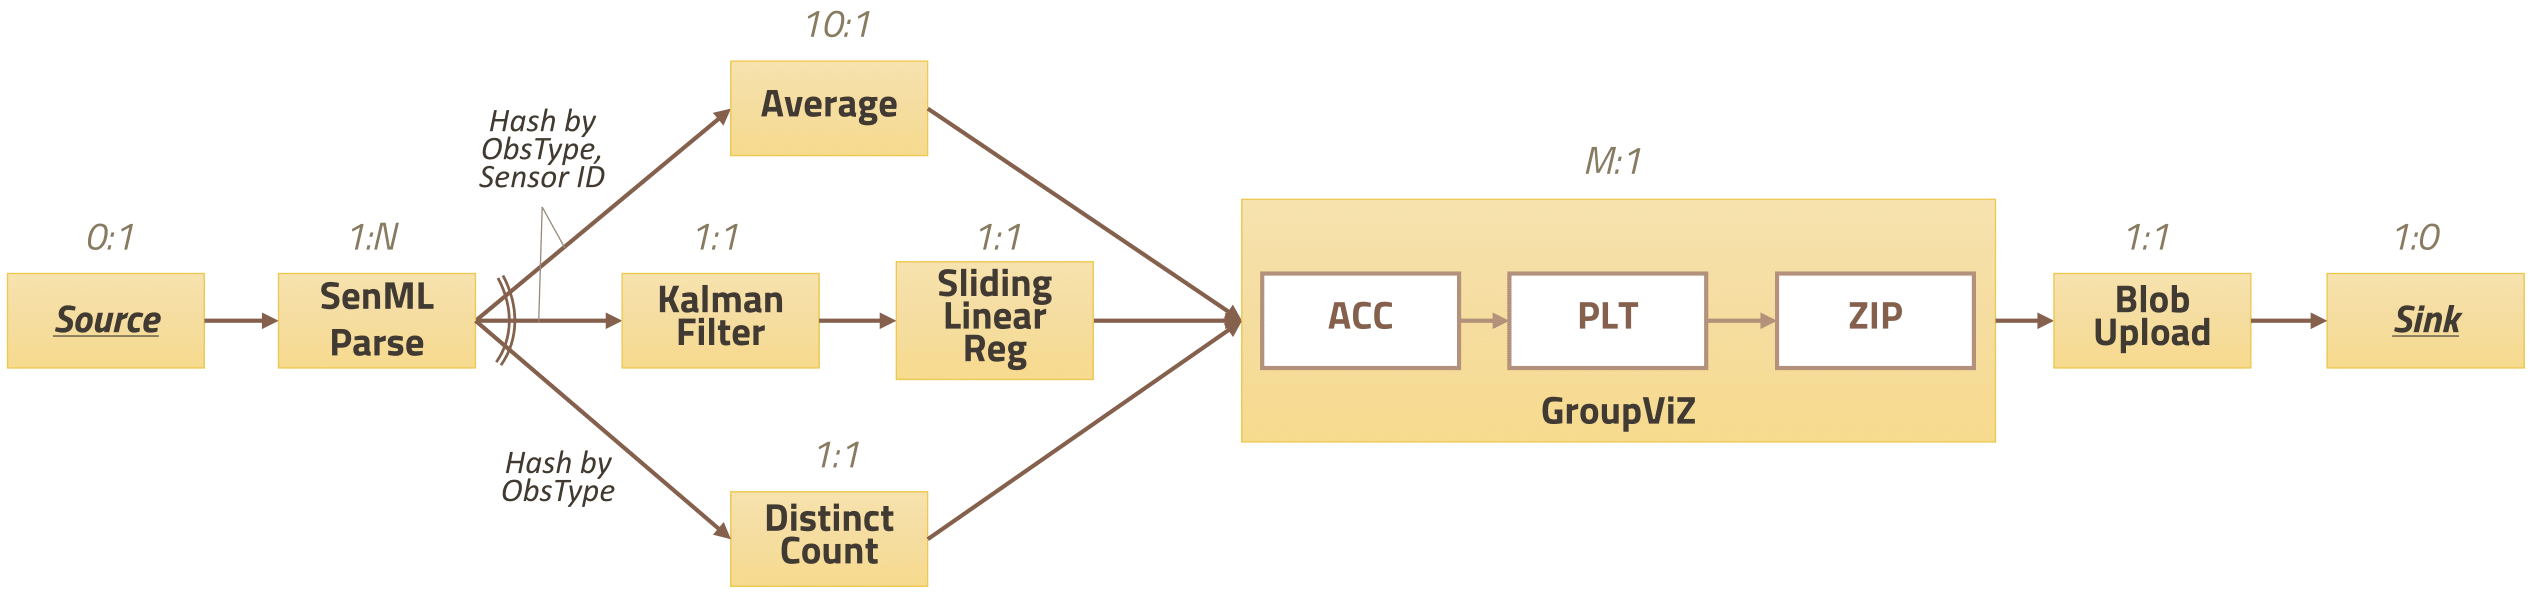 0:1
Source
1:N
SenML
Parse
Hash by
ObsType,
Sensor ID
Hash by
ObsType
10:1
Average
1:1
Kalman
Filter
1:1
Sliding
Linear
Reg
1:1
Distinct
Count
M:1
ACC
PLT
ZIP
GroupViZ
1:1
Blob
Upload
1:0
Sink